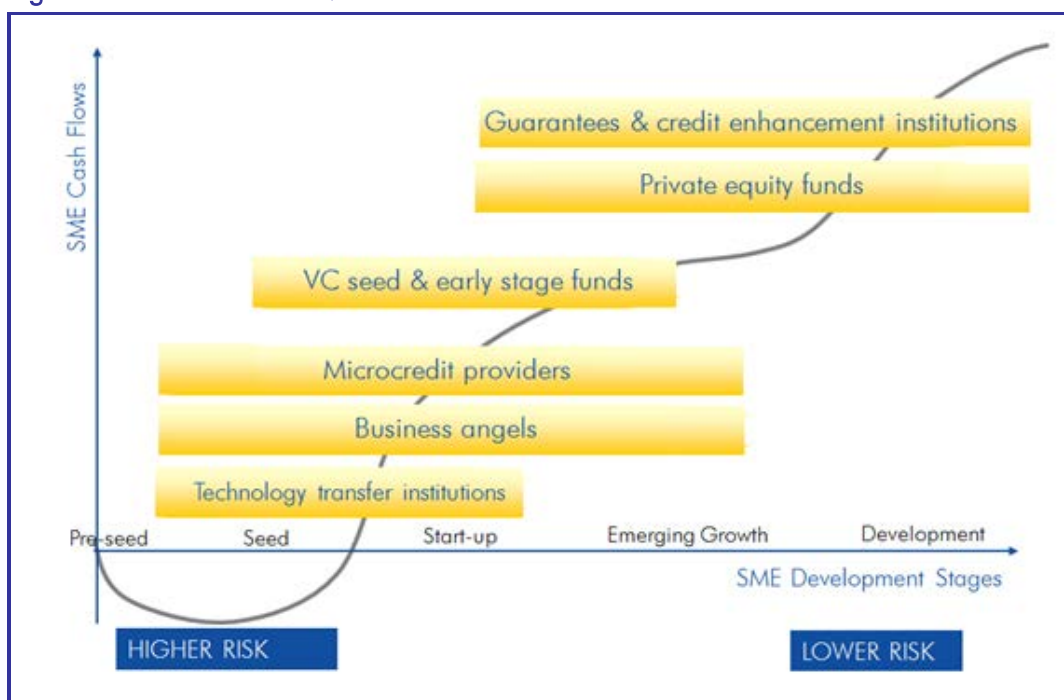 SME Cash Flows
Guarantees & credit enhancement institutions
Private equity funds
VC seed & early stage funds
Microcredit providers
Business angels
Technology transfer institutions
Pre-seed Seed Start-up Emerging Growth Development
SME Development Stages
HIGHER RISK LOWER RISK